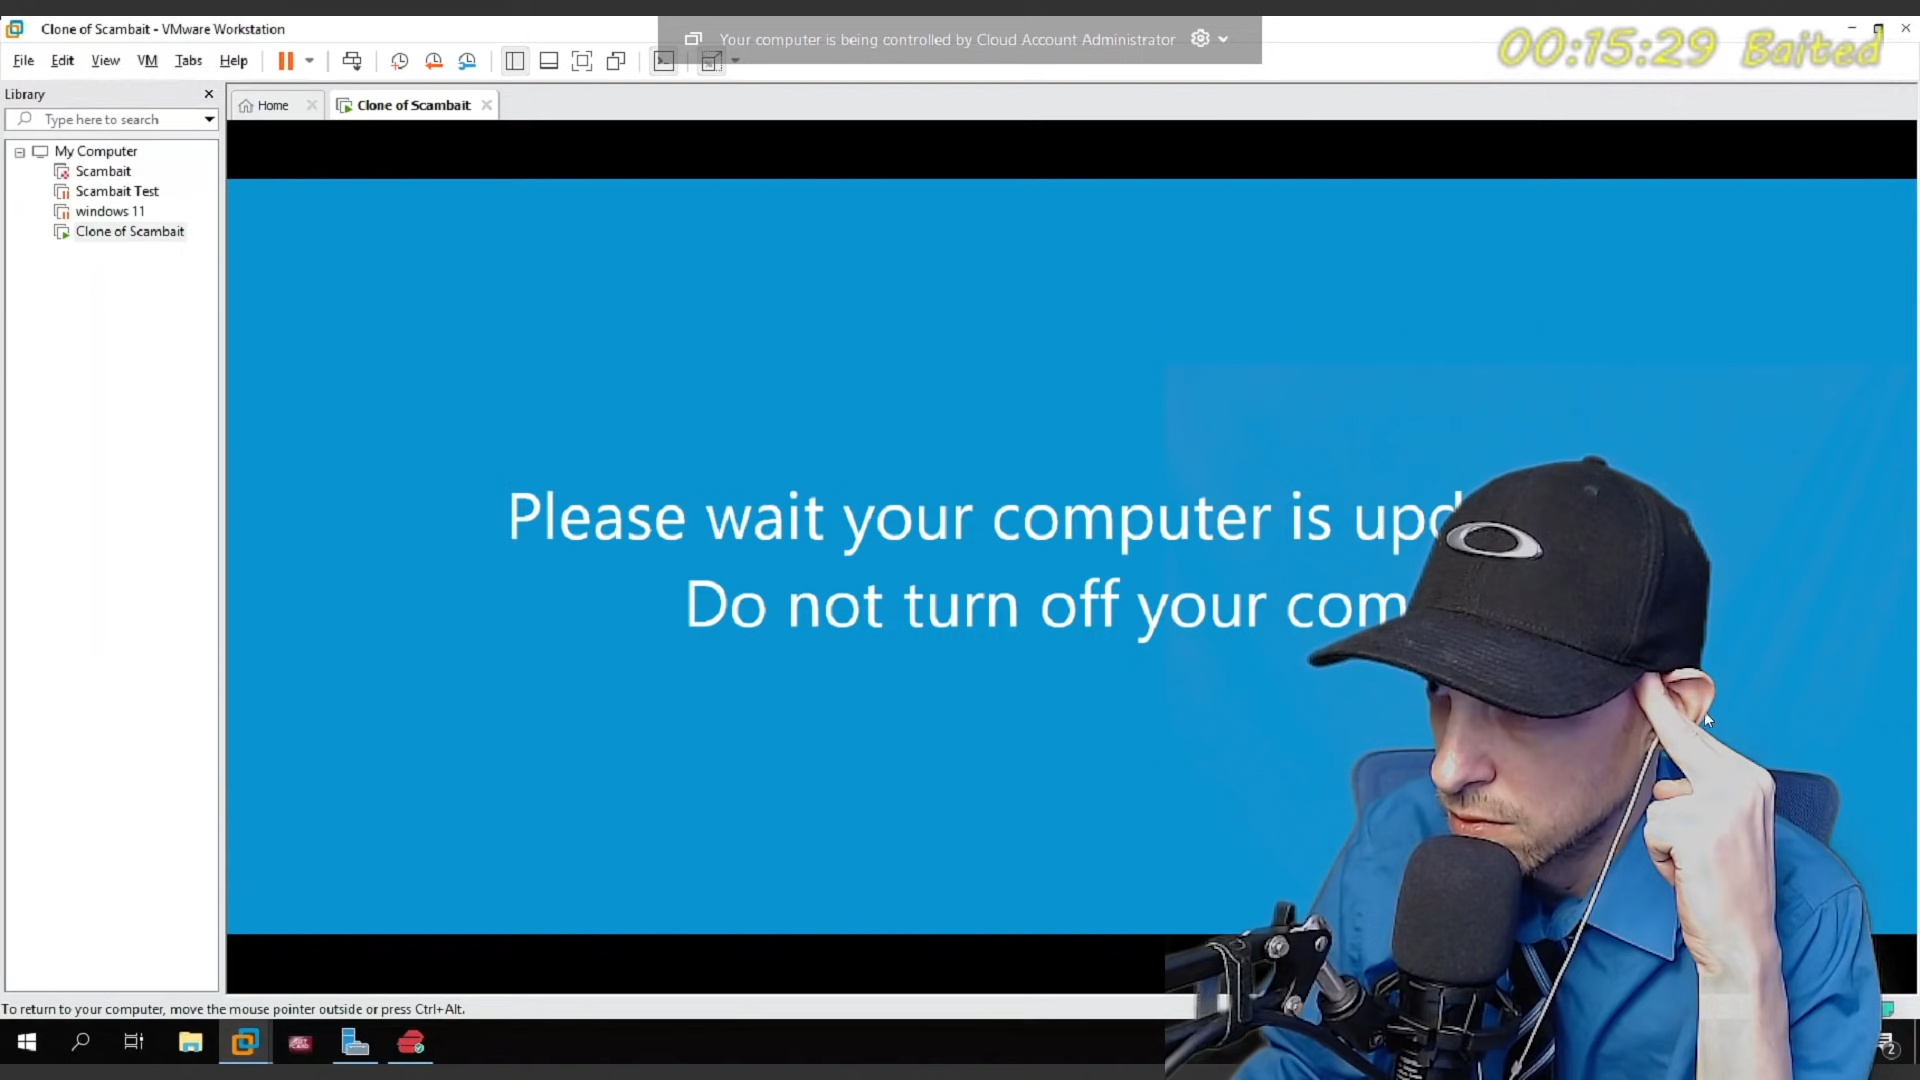 Clone of Scambait - VMware Workstation
Your computer is being controlled by Cloud Account Administrator
00:15:29 Baited
File Edit View VM Tabs Help
Library
Home
Clone of Scambait
Type here to search
My Computer
Scambait
Scambait Test
windows 11
Clone of Scambait
Please wait your computer is upd
Do not turn off your com
To return to your computer, move the mouse pointer outside or press Ctrl+Alt.
2